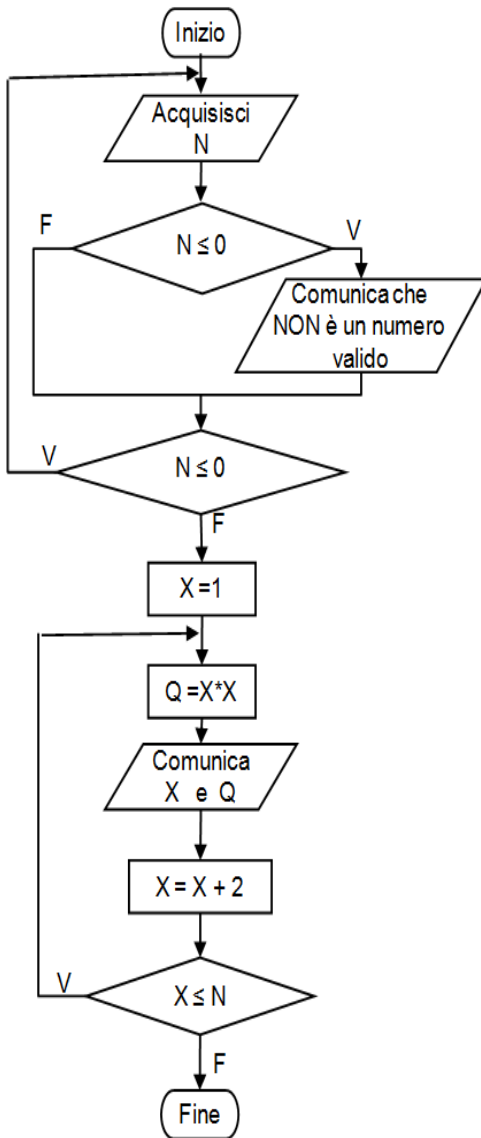 Inizio
Acquisisci
N
F
V
N ≤ 0
Comunica che
NON è un numero
valido
V
N ≤ 0
F
X =1
Q =X*X
Comunica
X e Q
X = X + 2
V
X ≤ N
F
Fine